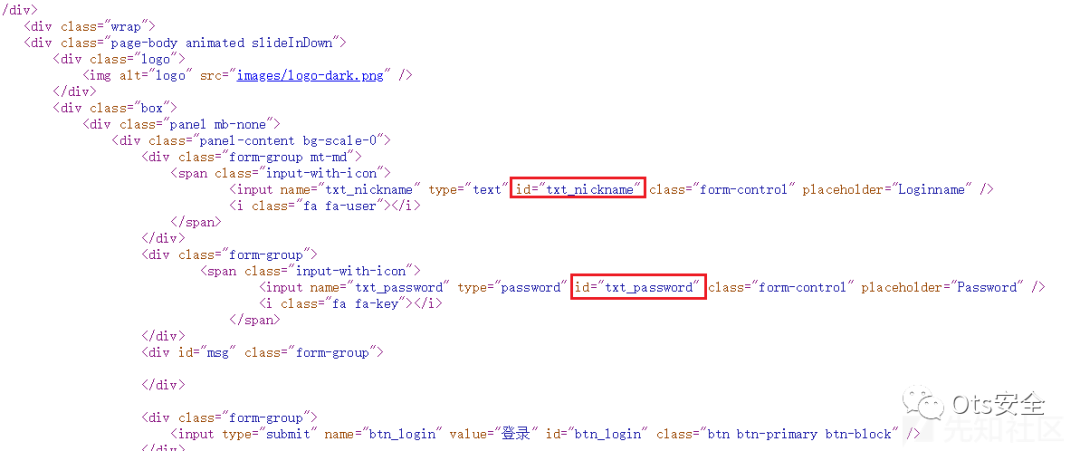 /div>
<div class="wrap">
<div class="page-body animated slideInDown">
<div class="logo">
<img alt="logo" src="images/logo-dark.png" />
</div>
<div class="box">
<div class="panel mb-none">
<div class="panel-content bg-scale-0">
<div class="form-group mt-md">
<span class="input-with-icon">
<input name="txt_nickname" type="text" id="txt_nickname" class="form-control" placeholder="Loginname" />
<i class="fa fa-user"></i>
</span>
</div>
<div class="form-group">
<span class="input-with-icon">
<input name="txt_password" type="password" id="txt_password" class="form-control" placeholder="Password" />
<i class="fa fa-key"></i>
</span>
</div>
<div id="msg" class="form-group">
</div>
<div class="form-group">
<input type="submit" name="btn_login" value="登录" id="btn_login" class="btn btn-primary btn-block" />
</div>
Ots安全
先知社区